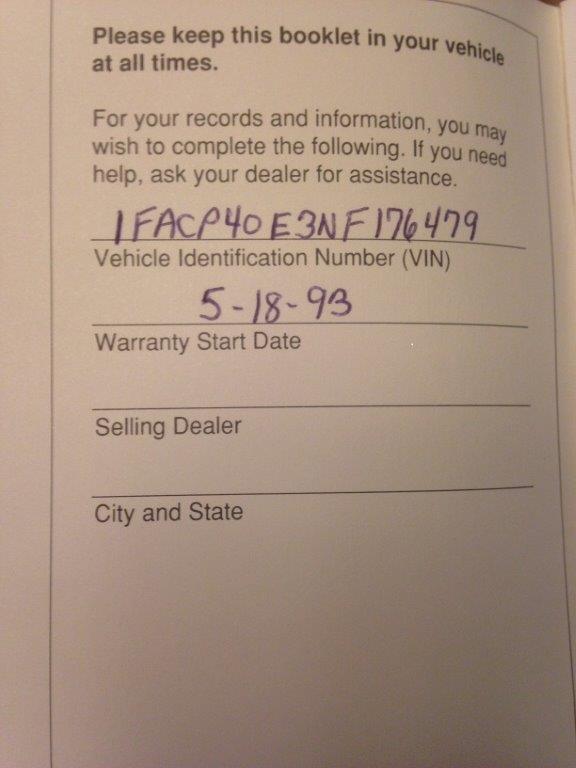 Please keep this booklet in your vehicle
at all times.
For your records and information, you may
wish to complete the following. If you need
help, ask your dealer for assistance.
1FACP40E3NF176479
Vehicle Identification Number (VIN)
5-18-93
Warranty Start Date
Selling Dealer
City and State